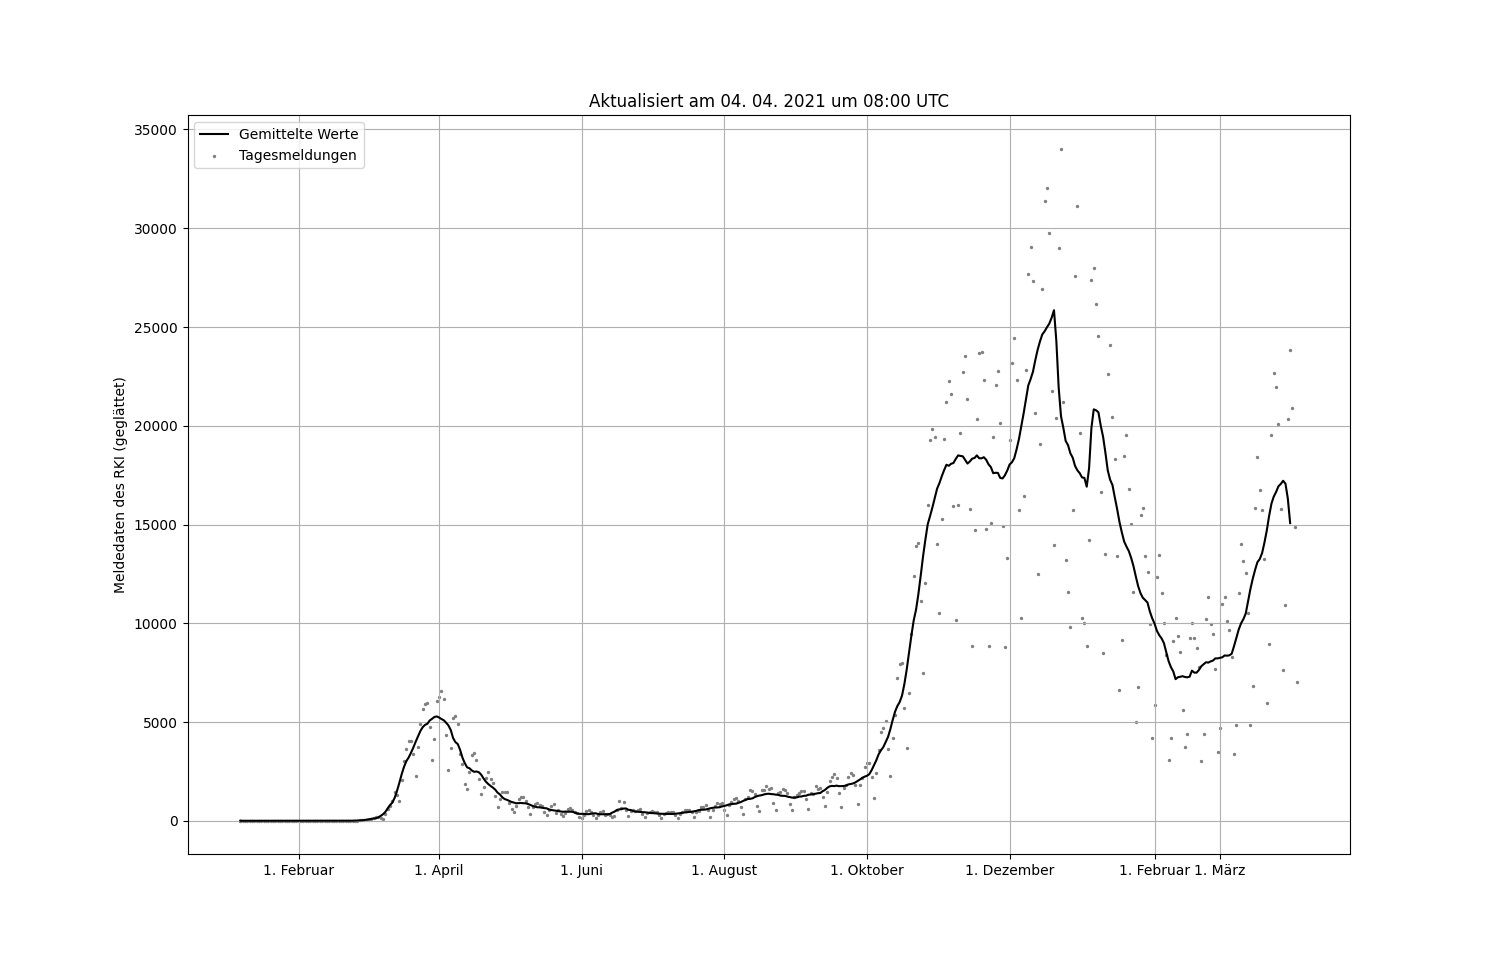 Aktualisiert am 04. 04. 2021 um 08:00 UTC
Gemittelte Werte
Tagesmeldungen
Meldedaten des RKI (geglättet)
35000
30000
25000
20000
15000
10000
5000
0
1. Februar
1. April
1. Juni
1. August
1. Oktober
1. Dezember
1. Februar
1. März